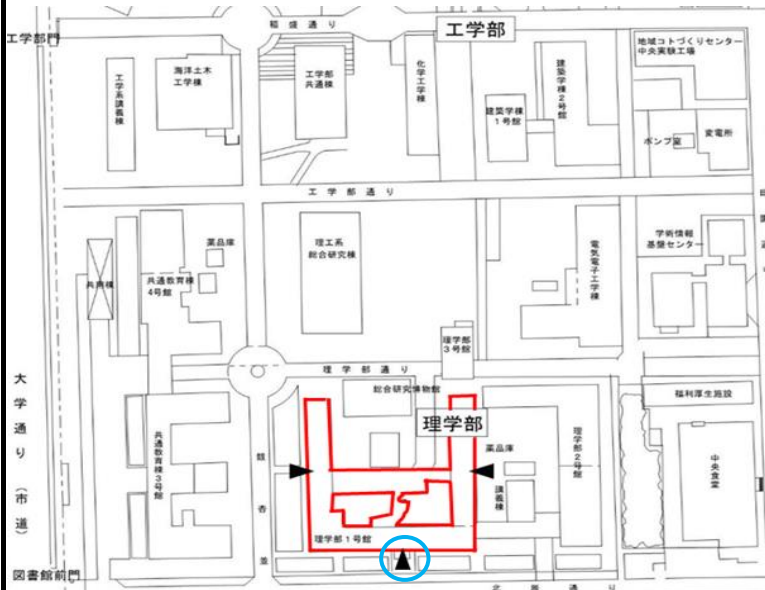 稲盛通り
工学部
工学部門
地域コトづくりセンター
中央実験工場
海洋土木
工学棟
工学系講義棟
工学部
共通棟
化学工学棟
建築学棟2号館
建築学棟
1号館
ポンプ室
変電所
工学部通り
薬品庫
理工系
総合研究棟
電気電子工学棟
学術情報
基盤センター
共用棟
共通教育棟
4号館
理学部
3号館
理学部通り
大学通り(市道)
総合研究博物館
福利厚生施設
理学部
共通教育棟3号館
銀杏並
薬品庫
講義棟
理学部2号館
中央食堂
理学部1号館
図書館前門
通り